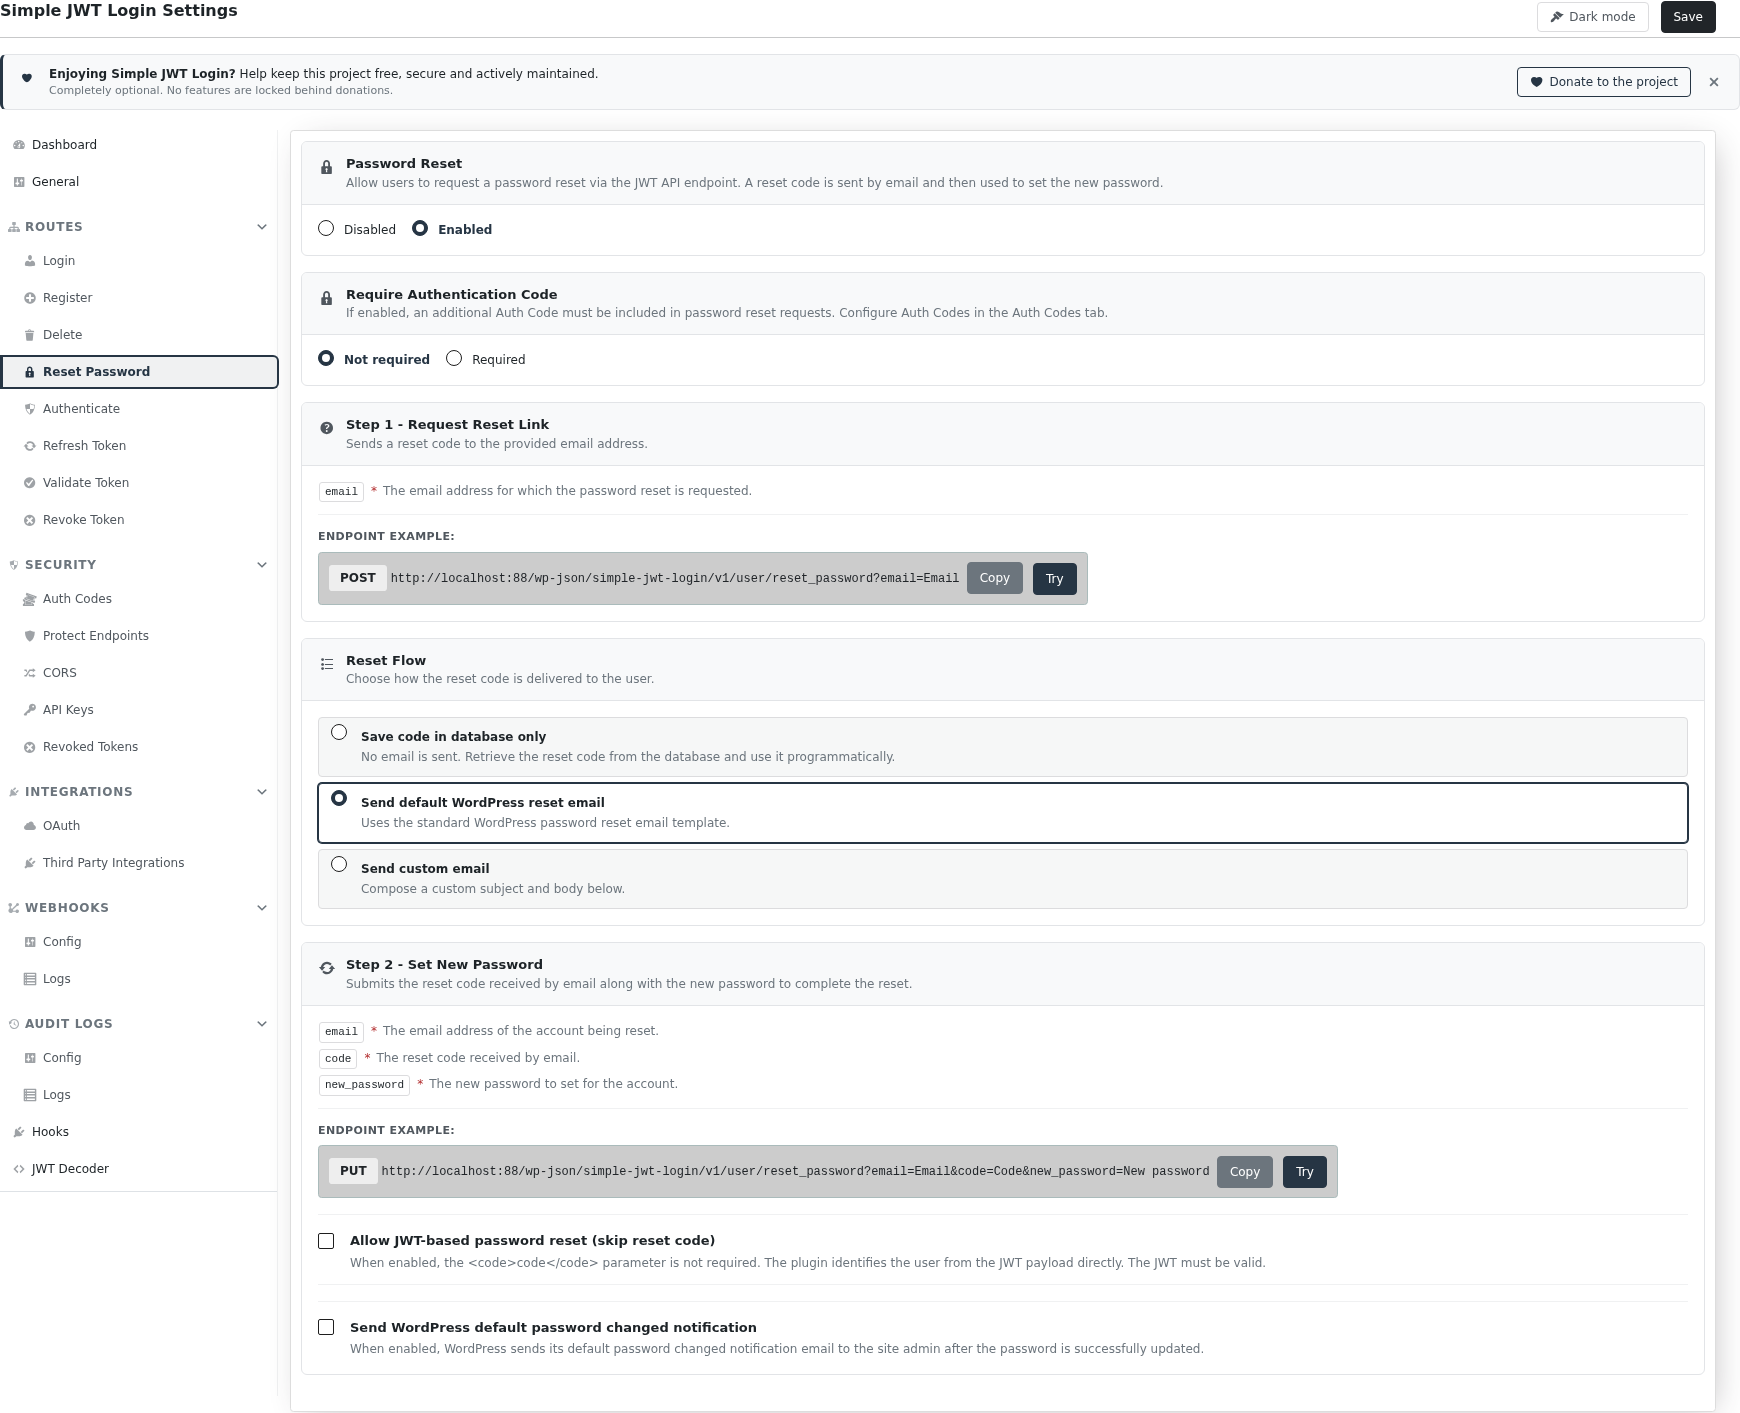 Simple JWT Login Settings
Dark mode
Save
Enjoying Simple JWT Login? Help keep this project free, secure and actively maintained.
Completely optional. No features are locked behind donations.
Donate to the project
Dashboard
General
ROUTES
Login
Register
Delete
Reset Password
Authenticate
Refresh Token
Validate Token
Revoke Token
SECURITY
Auth Codes
Protect Endpoints
CORS
API Keys
Revoked Tokens
INTEGRATIONS
OAuth
Third Party Integrations
WEBHOOKS
Config
Logs
AUDIT LOGS
Config
Logs
Hooks
JWT Decoder
Password Reset
Allow users to request a password reset via the JWT API endpoint. A reset code is sent by email and then used to set the new password.
Disabled Enabled
Require Authentication Code
If enabled, an additional Auth Code must be included in password reset requests. Configure Auth Codes in the Auth Codes tab.
Not required Required
Step 1 - Request Reset Link
Sends a reset code to the provided email address.
email * The email address for which the password reset is requested.
ENDPOINT EXAMPLE:
POST http://localhost:88/wp-json/simple-jwt-login/v1/user/reset_password?email=Email Copy Try
Reset Flow
Choose how the reset code is delivered to the user.
Save code in database only
No email is sent. Retrieve the reset code from the database and use it programmatically.
Send default WordPress reset email
Uses the standard WordPress password reset email template.
Send custom email
Compose a custom subject and body below.
Step 2 - Set New Password
Submits the reset code received by email along with the new password to complete the reset.
email * The email address of the account being reset.
code * The reset code received by email.
new_password * The new password to set for the account.
ENDPOINT EXAMPLE:
PUT http://localhost:88/wp-json/simple-jwt-login/v1/user/reset_password?email=Email&code=Code&new_password=New password Copy Try
Allow JWT-based password reset (skip reset code)
When enabled, the <code>code</code> parameter is not required. The plugin identifies the user from the JWT payload directly. The JWT must be valid.
Send WordPress default password changed notification
When enabled, WordPress sends its default password changed notification email to the site admin after the password is successfully updated.